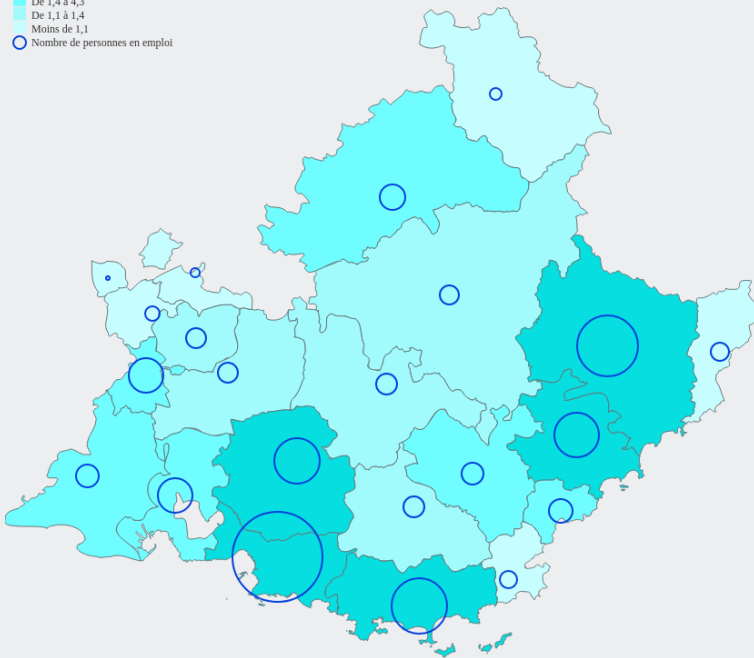 De 1,4 à 4,3
De 1,1 à 1,4
Moins de 1,1
Nombre de personnes en emploi